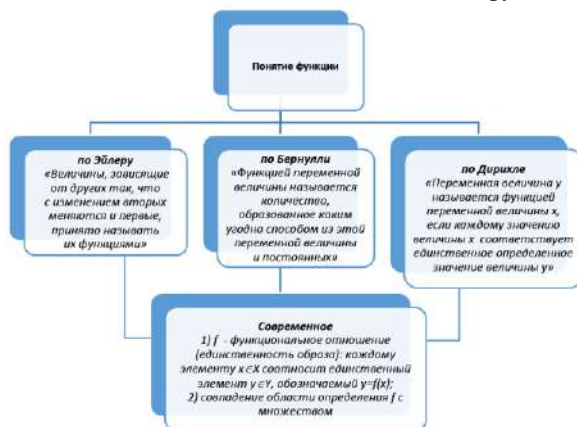 Понятие функции
по Эйлеру
«Величины, зависящие
от других так, что
с изменением вторых
меняются и первые,
принято называть
их функциями»
по Бернулли
«Функцией переменной
величины называется
количество,
образованное каким
угодно способом из этой
переменной величины
и постоянных»
по Дирихле
«Переменная величина y
называется функцией
переменной величины x,
если каждому значению
величины x соответствует
единственное определенное
значение величины y»
Современное
1) f - функциональное отношение
(единственность образа): каждому
элементу x∈X соотносит единственный
элемент y∈Y, обозначаемый y=f(x);
2) совпадение области определения f с
множеством